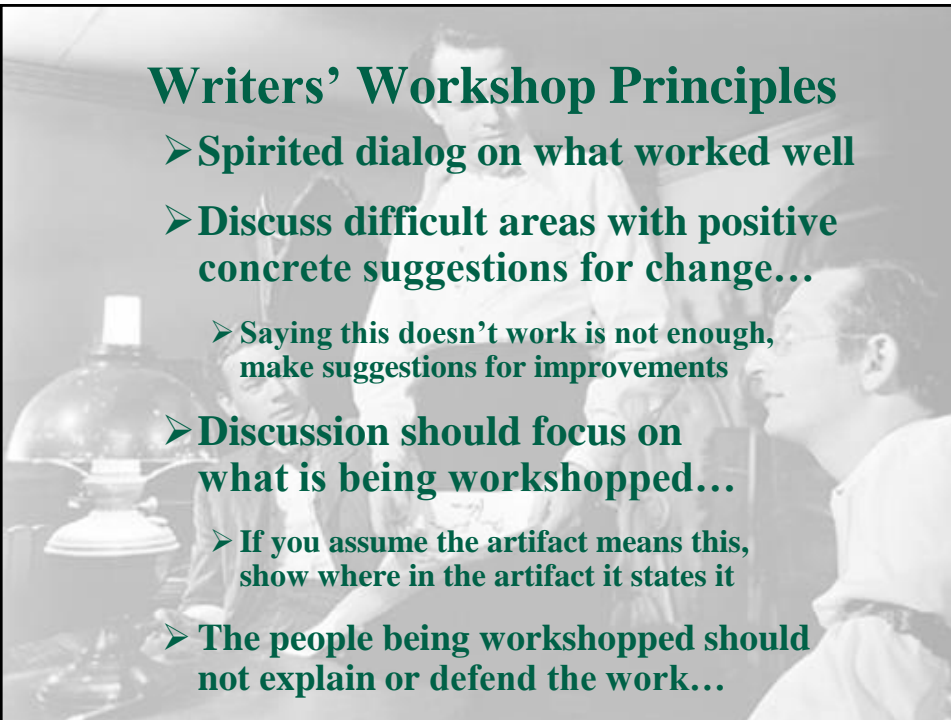 Writers’ Workshop Principles
➢Spirited dialog on what worked well
➢Discuss difficult areas with positive
concrete suggestions for change…
➢Saying this doesn’t work is not enough,
make suggestions for improvements
➢Discussion should focus on
what is being workshopped…
➢If you assume the artifact means this,
show where in the artifact it states it
➢The people being workshopped should
not explain or defend the work…